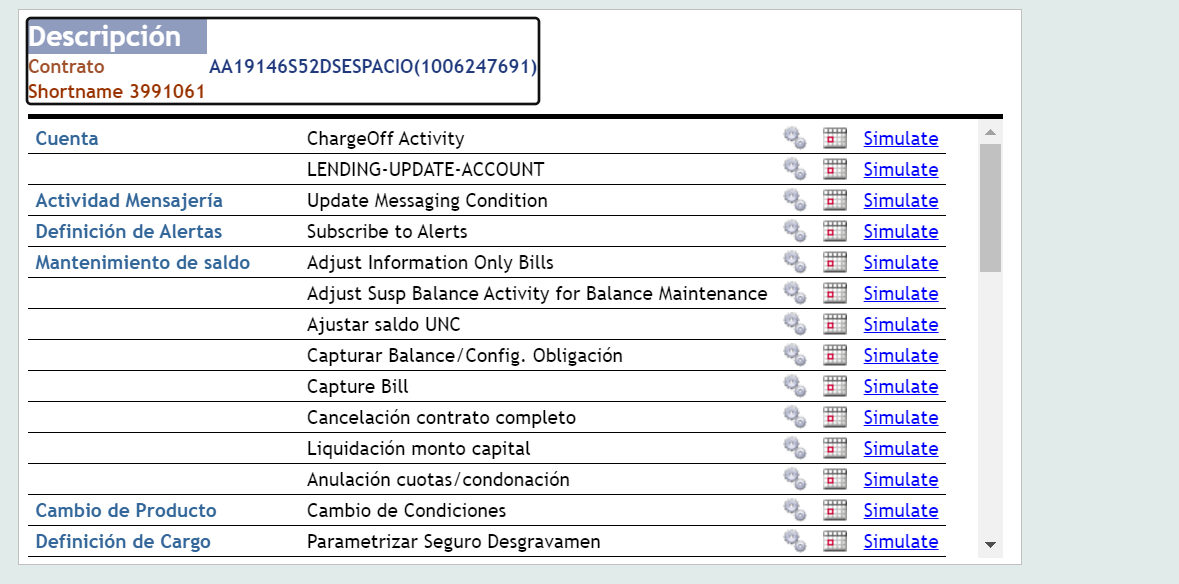 Descripción
Contrato AA19146S52DSESPACIO(1006247691)
Shortname 3991061
Cuenta ChargeOff Activity Simulate
LENDING-UPDATE-ACCOUNT Simulate
Actividad Mensajería Update Messaging Condition Simulate
Definición de Alertas Subscribe to Alerts Simulate
Mantenimiento de saldo Adjust Information Only Bills Simulate
Adjust Susp Balance Activity for Balance Maintenance Simulate
Ajustar saldo UNC Simulate
Capturar Balance/Config. Obligación Simulate
Capture Bill Simulate
Cancelación contrato completo Simulate
Liquidación monto capital Simulate
Anulación cuotas/condonación Simulate
Cambio de Producto Cambio de Condiciones Simulate
Definición de Cargo Parametrizar Seguro Desgravamen Simulate